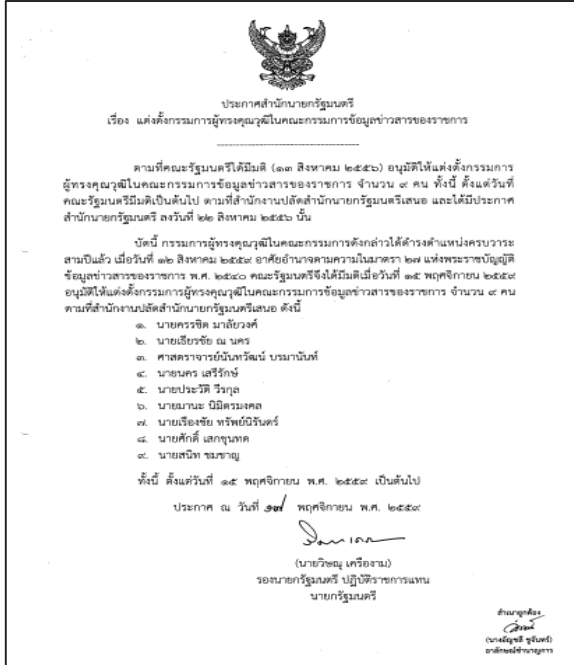 ประกาศสำนักนายกรัฐมนตรี
เรื่อง แต่งตั้งกรรมการผู้ทรงคุณวุฒิในคณะกรรมการข้อมูลข่าวสารของราชการ
ตามที่คณะรัฐมนตรีได้มีมติ (๑๓ สิงหาคม ๒๕๕๖) อนุมัติให้แต่งตั้งกรรมการ
ผู้ทรงคุณวุฒิในคณะกรรมการข้อมูลข่าวสารของราชการ จำนวน ๙ คน ทั้งนี้ ตั้งแต่วันที่
คณะรัฐมนตรีมีมติเป็นต้นไป ตามที่สำนักงานปลัดสำนักนายกรัฐมนตรีเสนอ และได้มีประกาศ
สำนักนายกรัฐมนตรี ลงวันที่ ๒๒ สิงหาคม ๒๕๕๖ นั้น
บัดนี้ กรรมการผู้ทรงคุณวุฒิในคณะกรรมการดังกล่าวได้ดำรงตำแหน่งครบวาระ
สามปีแล้ว เมื่อวันที่ ๑๒ สิงหาคม ๒๕๕๙ อาศัยอำนาจตามความในมาตรา ๒๗ แห่งพระราชบัญญัติ
ข้อมูลข่าวสารของราชการ พ.ศ. ๒๕๔๐ คณะรัฐมนตรีจึงได้มีมติเมื่อวันที่ ๑๕ พฤศจิกายน ๒๕๕๙
อนุมัติให้แต่งตั้งกรรมการผู้ทรงคุณวุฒิในคณะกรรมการข้อมูลข่าวสารของราชการ จำนวน ๙ คน
ตามที่สำนักงานปลัดสำนักนายกรัฐมนตรีเสนอ ดังนี้
๑. นายครรชิต มาลัยวงศ์
๒. นายเธียรชัย ณ นคร
๓. ศาสตราจารย์นันทวัฒน์ บรมานันท์
๔. นายนคร เสรีรักษ์
๕. นายประวัติ วีรกุล
๖. นายมานะ นิมิตรมงคล
๗. นายเรืองชัย ทรัพย์นิรันดร์
๘. นายศักดิ์ เสกขุนทด
๙. นายสนิท ชมชาญ
ทั้งนี้ ตั้งแต่วันที่ ๑๕ พฤศจิกายน พ.ศ. ๒๕๕๙ เป็นต้นไป
ประกาศ ณ วันที่ ๑๗ พฤศจิกายน พ.ศ. ๒๕๕๙
(นายวิษณุ เครืองาม)
รองนายกรัฐมนตรี ปฏิบัติราชการแทน
นายกรัฐมนตรี
สำเนาถูกต้อง
(นางอัญชลี ชูจันทร์)
อาลักษณ์ชำนาญการ